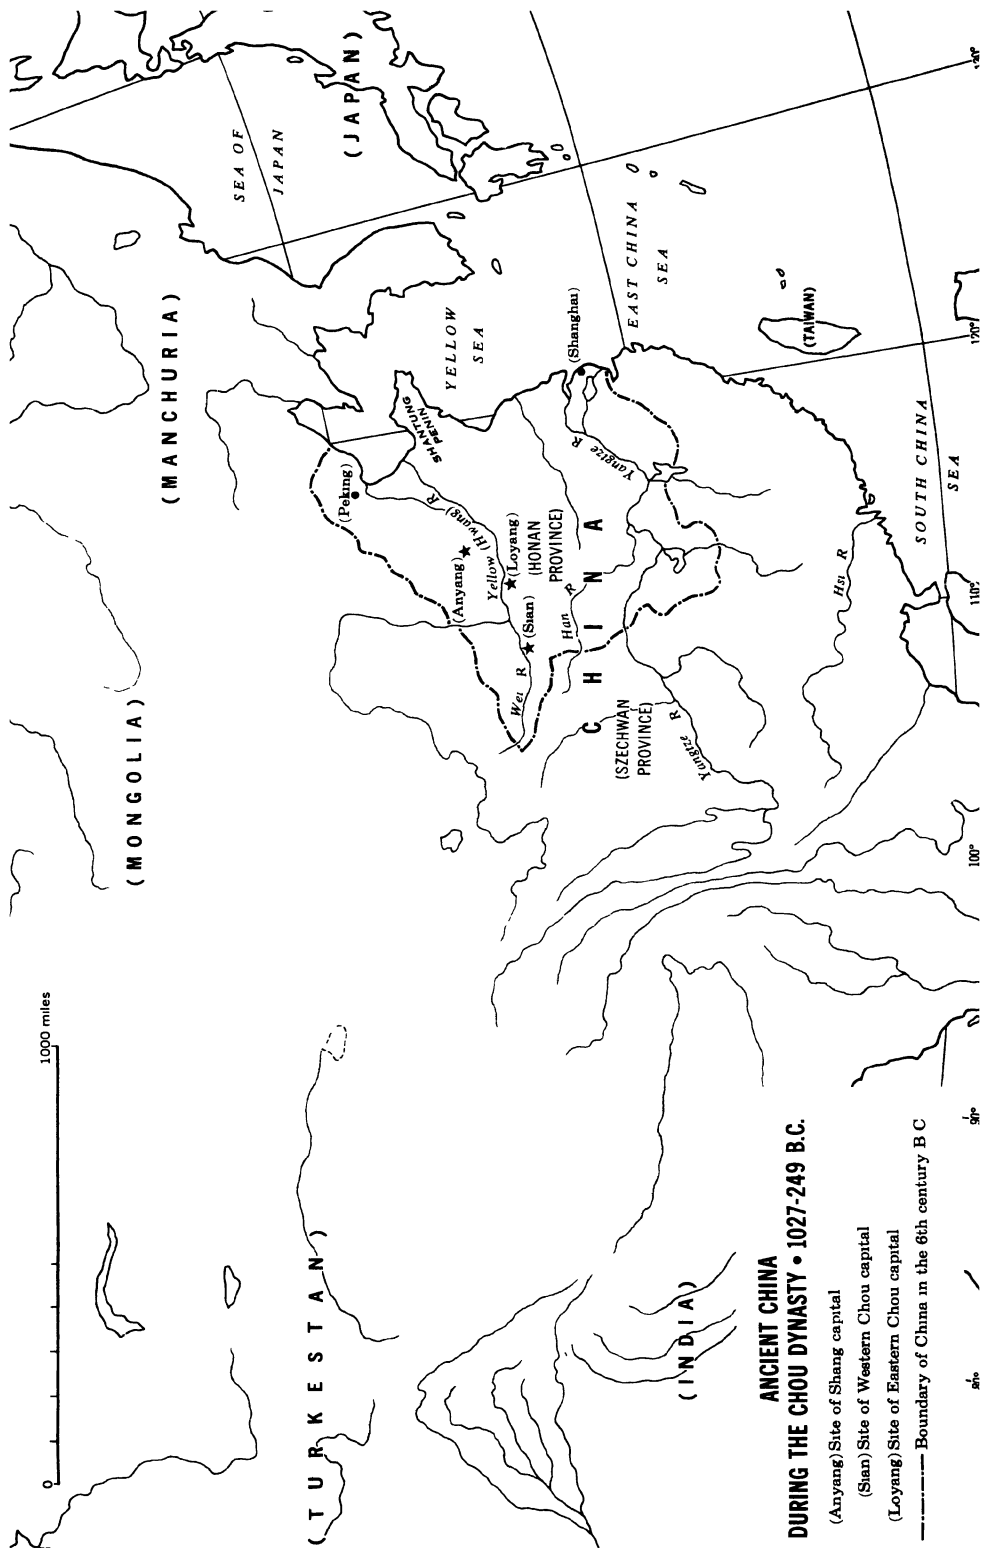 0
1000 miles
(MONGOLIA)
(MANCHURIA)
SEA OF
JAPAN
(JAPAN)
(TURKESTAN)
(Peking)
(Anyang)
Yellow (Hwang) R
SHANTUNG
PENIN
YELLOW
SEA
Wei R
(Sian)
(Loyang)
(HONAN
PROVINCE)
Han R
CHINA
(Shanghai)
Yangtze R
EAST CHINA
SEA
(SZECHWAN
PROVINCE)
Yangtze R
(INDIA)
(TAIWAN)
Hsi R
SOUTH CHINA
SEA
ANCIENT CHINA
DURING THE CHOU DYNASTY • 1027-249 B.C.
(Anyang) Site of Shang capital
(Sian) Site of Western Chou capital
(Loyang) Site of Eastern Chou capital
Boundary of China in the 6th century B C
80°
90°
100°
110°
120°
130°